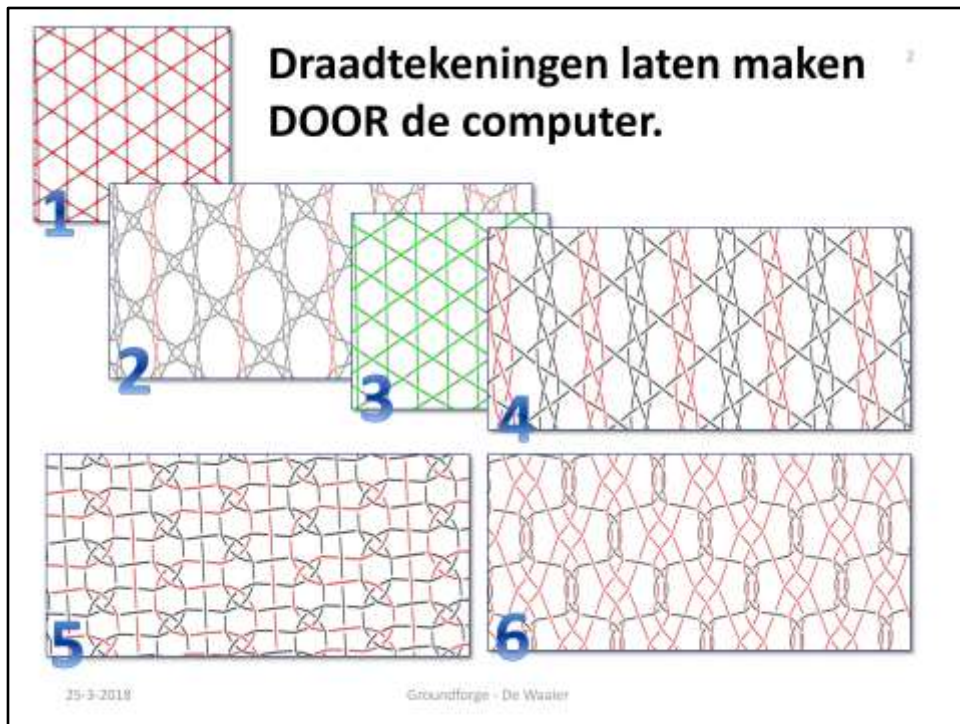 Draadtekeningen laten maken
DOOR de computer.
2
1
2
3
4
5
6
25-3-2018
Groundforge - De Waaier